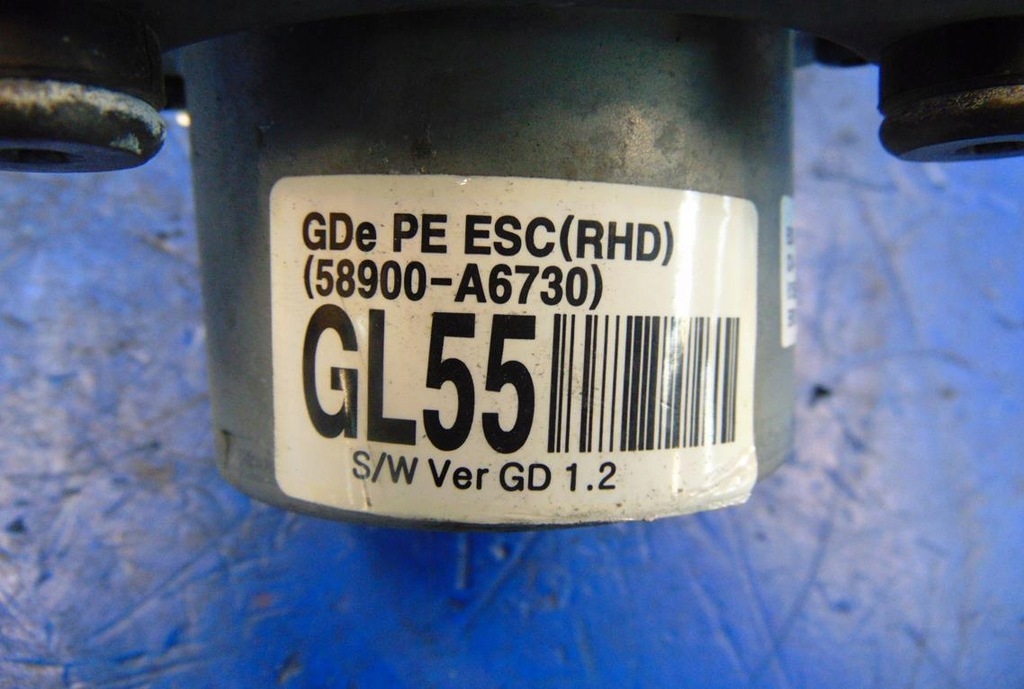 GDe PE ESC(RHD)
(58900-A6730)
GL55
S/W Ver GD 1.2